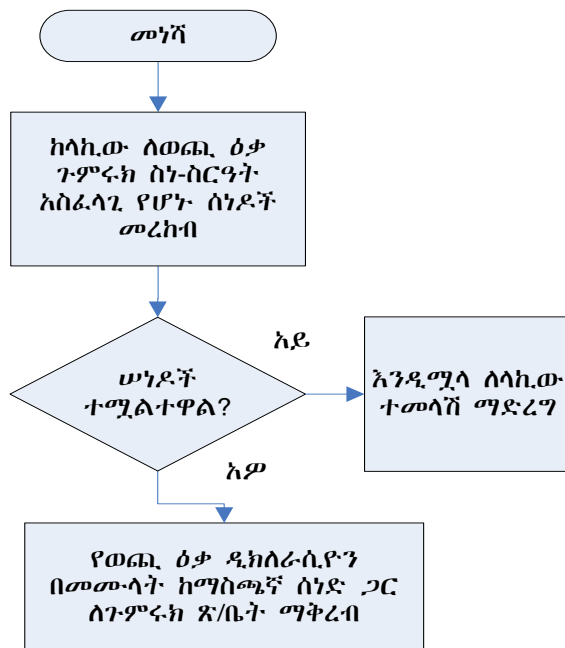 መነሻ
ከላኪው ለወጪ ዕቃ
ጉምሩክ ስነ-ስርዓት
አስፈላጊ የሆኑ ሰነዶች
መረከብ
አይ
ሠነዶች
ተሟልተዋል?
እንዲሟላ ለላኪው
ተመላሽ ማድረግ
አዎ
የወጪ ዕቃ ዲክለራሲዮን
በመሙላት ከማስጫኛ ሰነድ ጋር
ለጉምሩክ ጽ/ቤት ማቅረብ